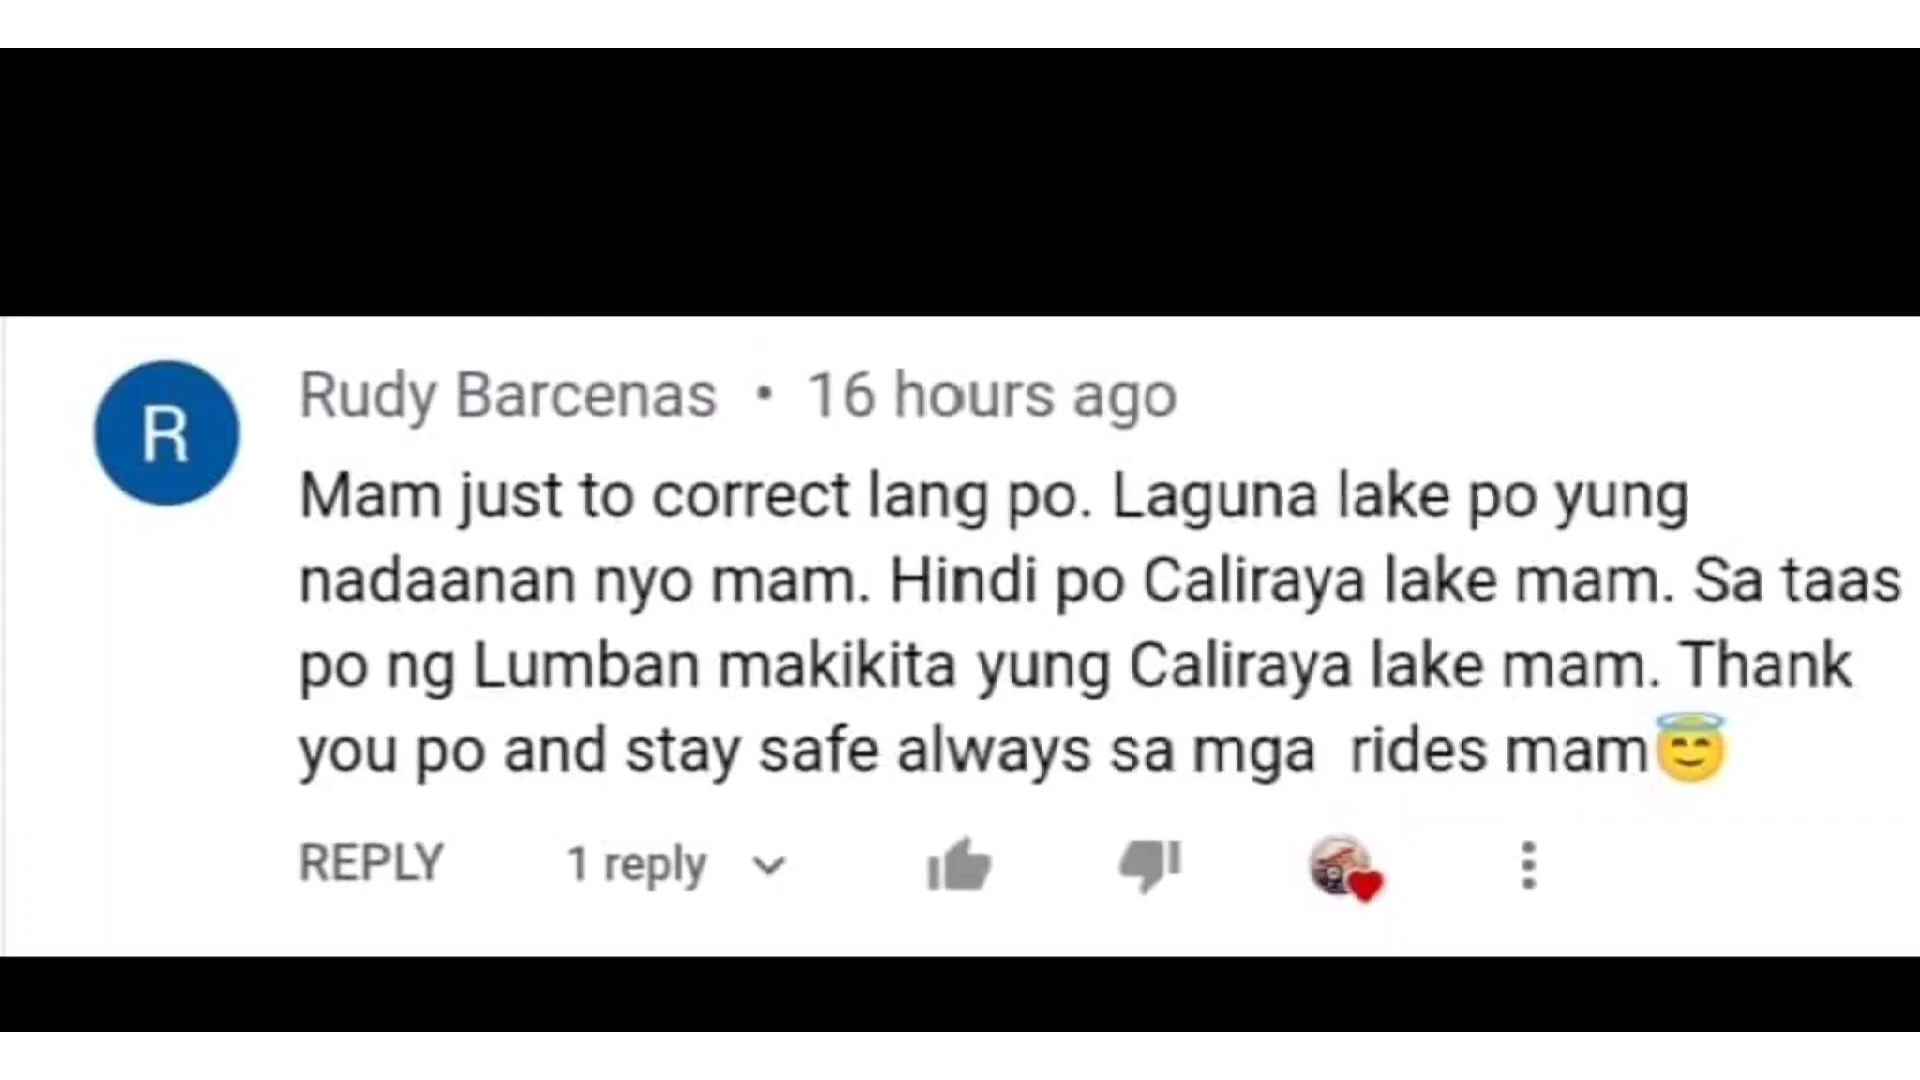 R
Rudy Barcenas • 16 hours ago
Mam just to correct lang po. Laguna lake po yung
nadaanan nyo mam. Hindi po Caliraya lake mam. Sa taas
po ng Lumban makikita yung Caliraya lake mam. Thank
you po and stay safe always sa mga rides mam😇
REPLY 1 reply